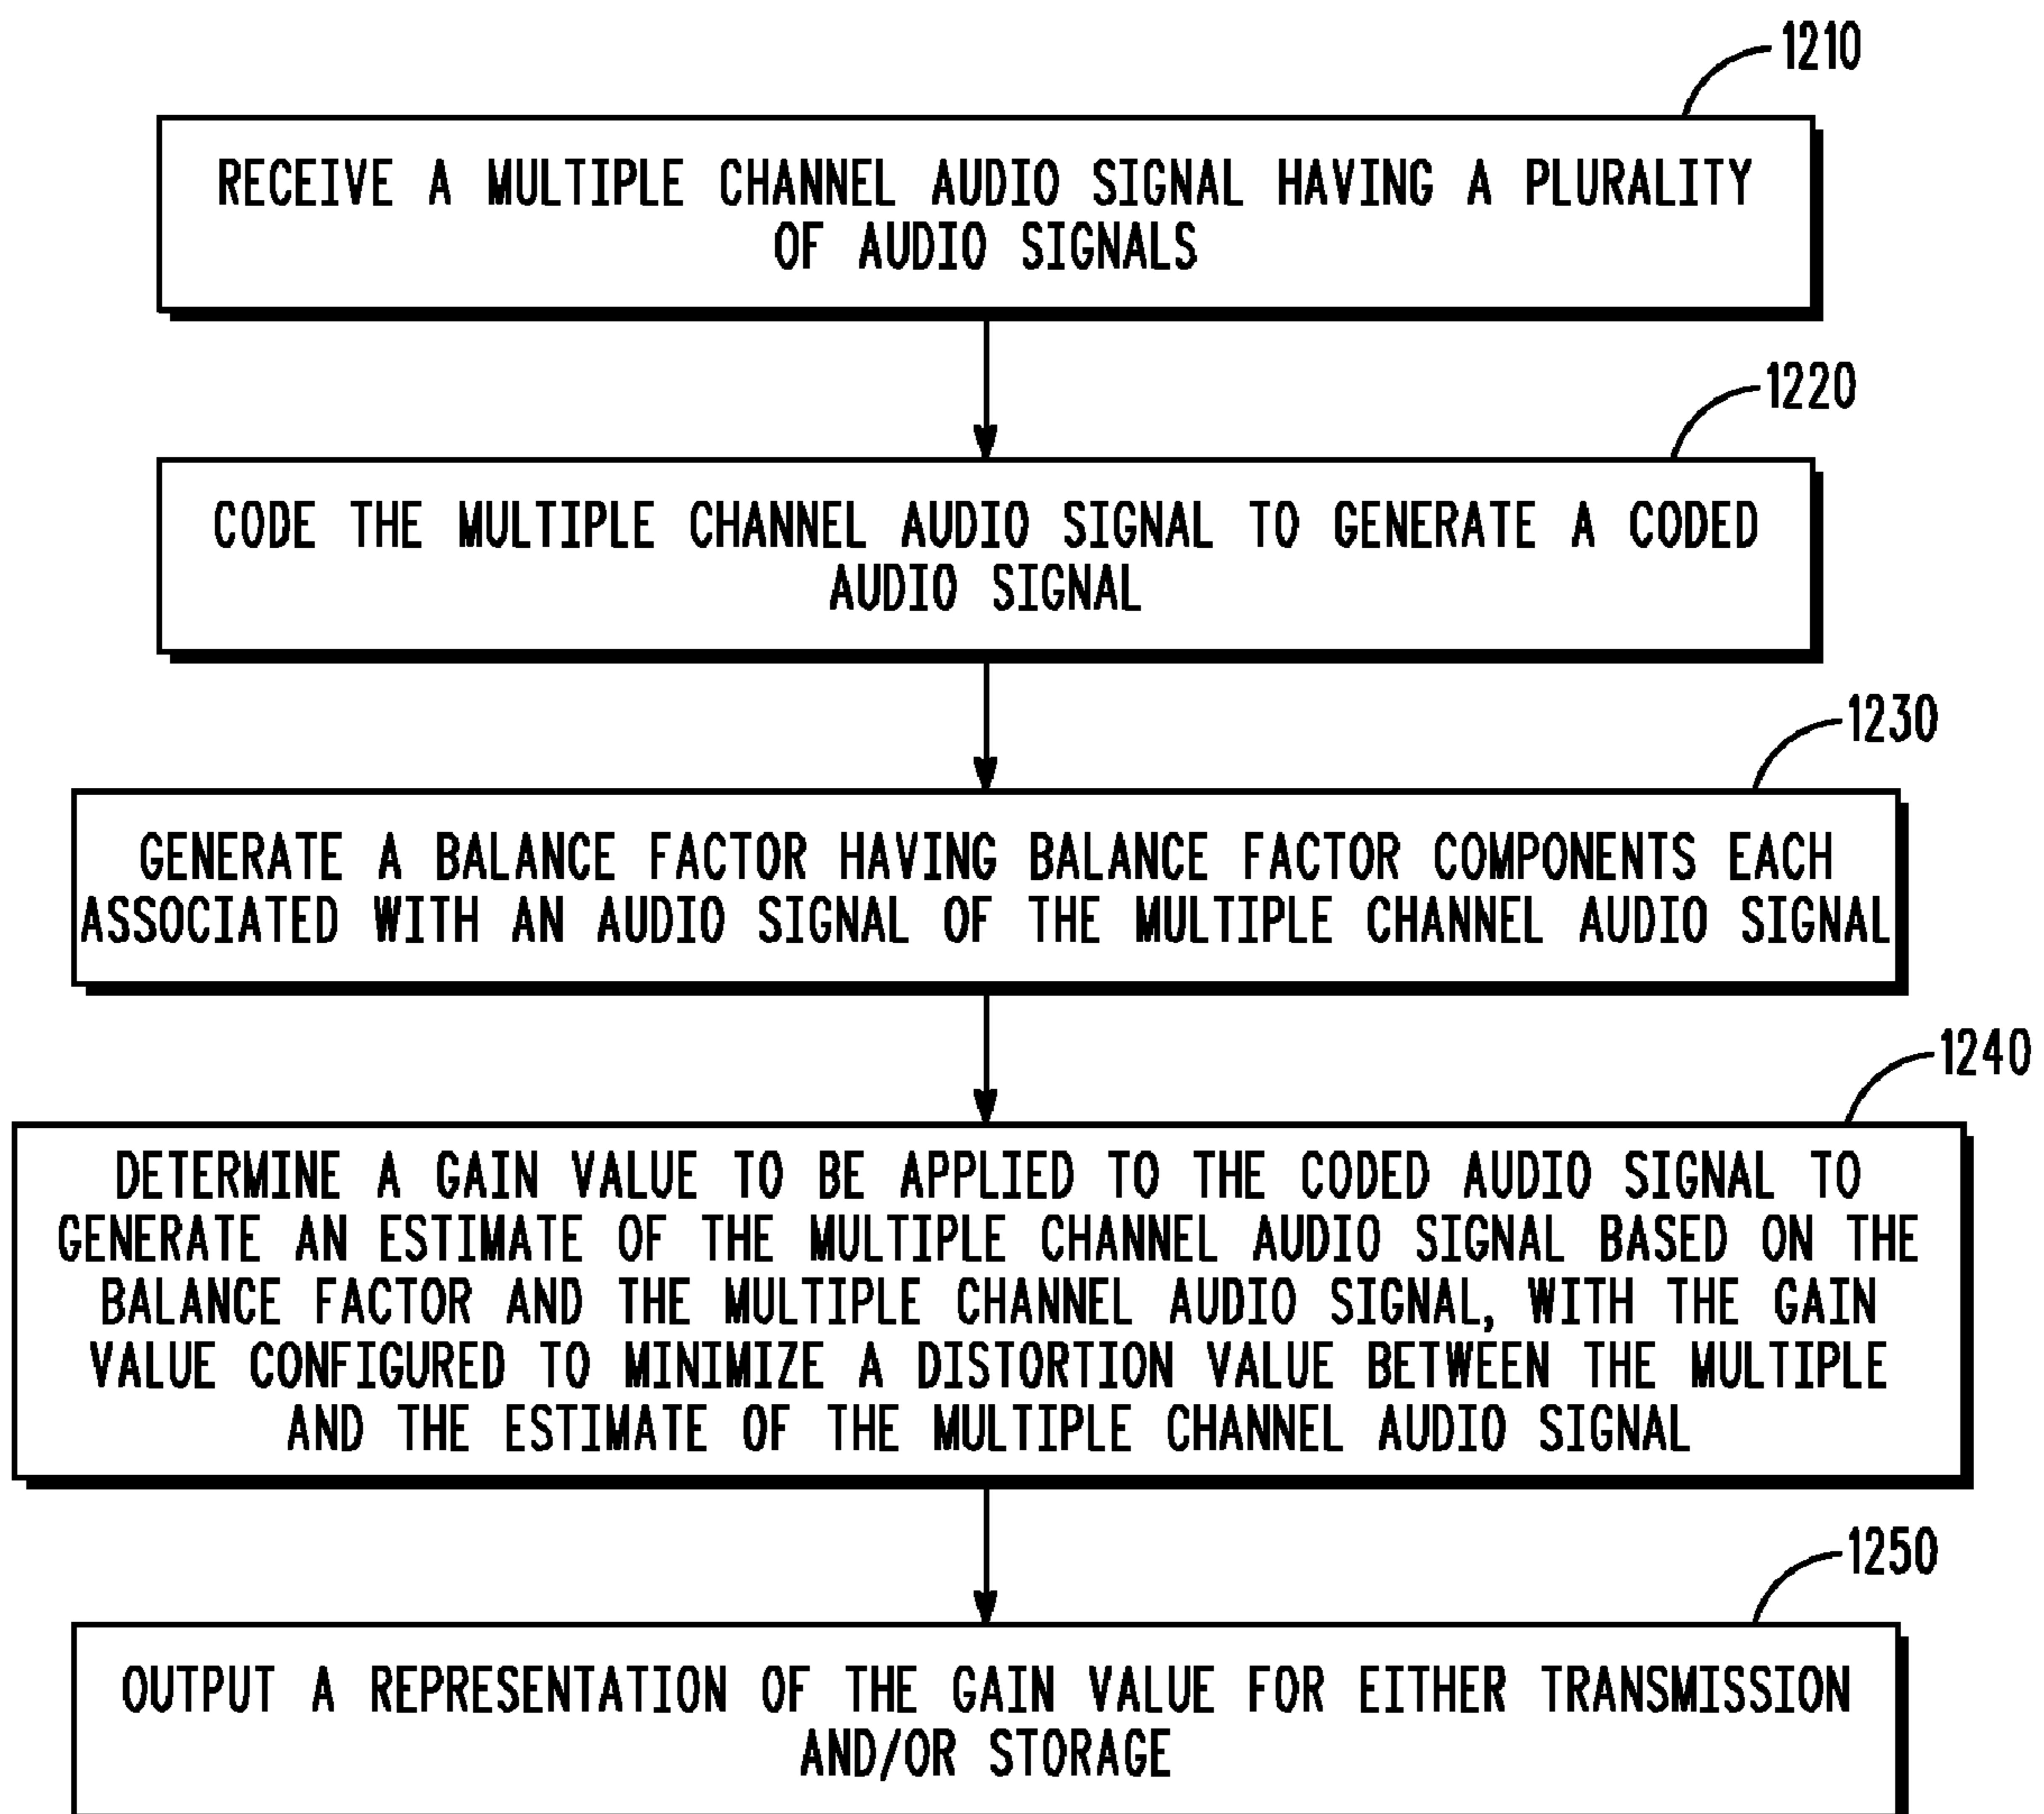 1210
RECEIVE A MULTIPLE CHANNEL AUDIO SIGNAL HAVING A PLURALITY
OF AUDIO SIGNALS
1220
CODE THE MULTIPLE CHANNEL AUDIO SIGNAL TO GENERATE A CODED
AUDIO SIGNAL
1230
GENERATE A BALANCE FACTOR HAVING BALANCE FACTOR COMPONENTS EACH
ASSOCIATED WITH AN AUDIO SIGNAL OF THE MULTIPLE CHANNEL AUDIO SIGNAL
1240
DETERMINE A GAIN VALUE TO BE APPLIED TO THE CODED AUDIO SIGNAL TO
GENERATE AN ESTIMATE OF THE MULTIPLE CHANNEL AUDIO SIGNAL BASED ON THE
BALANCE FACTOR AND THE MULTIPLE CHANNEL AUDIO SIGNAL, WITH THE GAIN
VALUE CONFIGURED TO MINIMIZE A DISTORTION VALUE BETWEEN THE MULTIPLE
AND THE ESTIMATE OF THE MULTIPLE CHANNEL AUDIO SIGNAL
1250
OUTPUT A REPRESENTATION OF THE GAIN VALUE FOR EITHER TRANSMISSION
AND/OR STORAGE